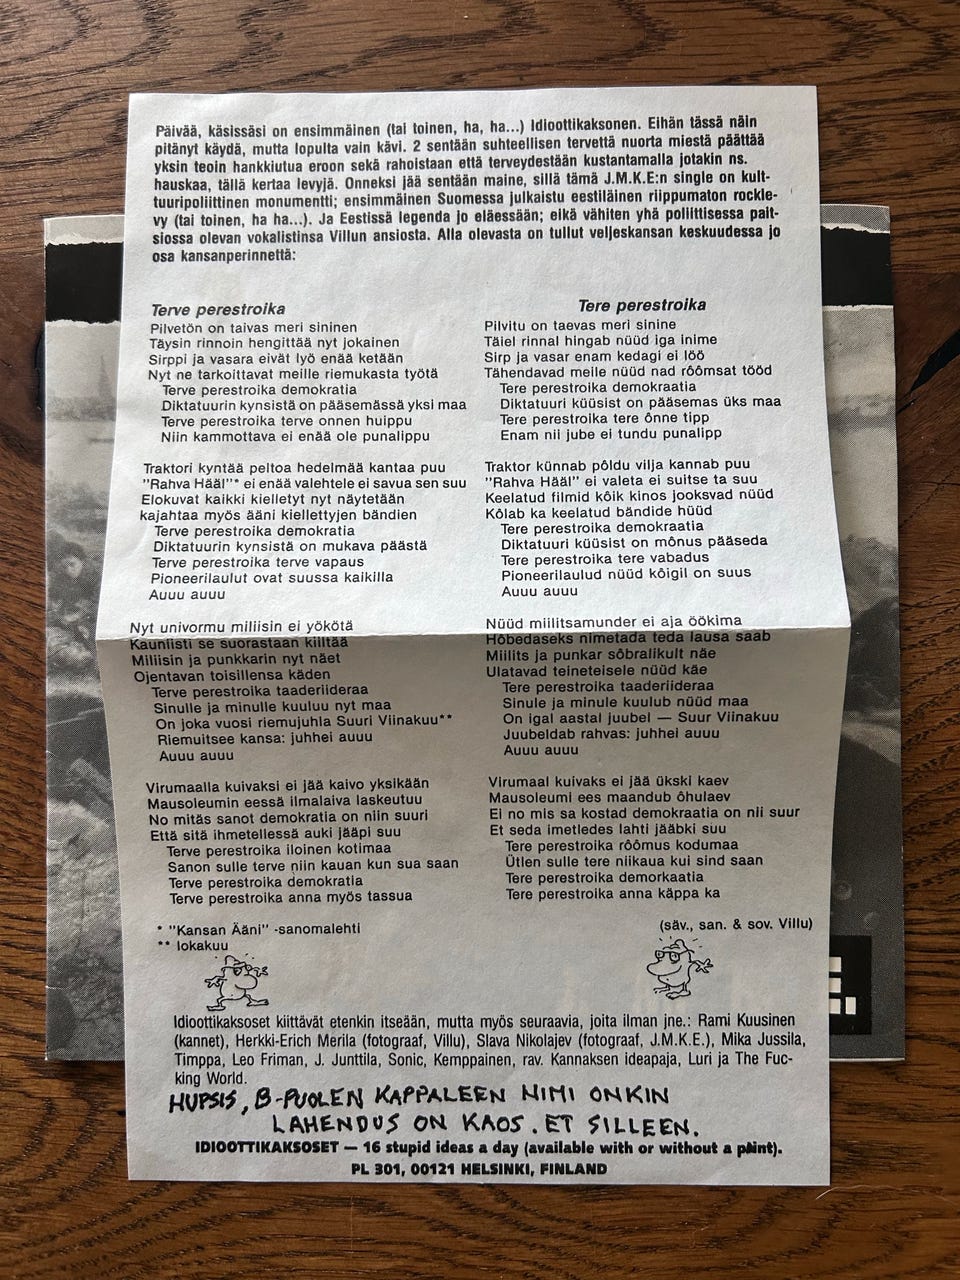 Päivää, käsissäsi on ensimmäinen (tai toinen, ha, ha...) Idioottikaksonen. Eihän tässä näin
pitänyt käydä, mutta lopulta vain kävi. 2 sentään suhteellisen tervettä nuorta miestä päättää
yksin teoin hankkiutua eroon sekä rahoistaan että terveydestään kustantamalla jotakin ns.
hauskaa, tällä kertaa levyjä. Onneksi jää sentään maine, sillä tämä J.M.K.E:n single on kult-
tuuripoliittinen monumentti; ensimmäinen Suomessa julkaistu eestiläinen riippumaton rockle-
vy (tai toinen, ha ha...). Ja Eestissä legenda jo eläessään; eikä vähiten yhä poliittisessa pait-
siossa olevan vokalistinsa Villun ansiosta. Alla olevasta on tullut veljeskansan keskuudessa jo
osa kansanperinnettä:
Terve perestroika
Pilvetön on taivas meri sininen
Täysin rinnoin hengittää nyt jokainen
Sirppi ja vasara eivät lyö enää ketään
Nyt ne tarkoittavat meille riemukasta työtä
Terve perestroika demokratia
Diktatuurin kynsistä on pääsemässä yksi maa
Terve perestroika terve onnen huippu
Niin kammottava ei enää ole punalippu
Traktori kyntää peltoa hedelmää kantaa puu
"Rahva Hääl"* ei enää valehtele ei savua sen suu
Elokuvat kaikki kielletyt nyt näytetään
kajahtaa myös ääni kiellettyjen bändien
Terve perestroika demokratia
Diktatuurin kynsistä on mukava päästä
Terve perestroika terve vapaus
Pioneerilaulut ovat suussa kaikilla
Auuu auuu
Nyt univormu miliisin ei yökötä
Kauniisti se suorastaan kiiltää
Miliisin ja punkkarin nyt näet
Ojentavan toisillensa käden
Terve perestroika taaderiideraa
Sinulle ja minulle kuuluu nyt maa
On joka vuosi riemujuhla Suuri Viinakuu**
Riemuitsee kansa: juhhei auuu
Auuu auuu
Virumaalla kuivaksi ei jää kaivo yksikään
Mausoleumin eessä ilmalaiva laskeutuu
No mitäs sanot demokratia on niin suuri
Että sitä ihmetellessä auki jääpi suu
Terve perestroika iloinen kotimaa
Sanon sulle terve niin kauan kun sua saan
Terve perestroika demokratia
Terve perestroika anna myös tassua
* "Kansan Ääni" -sanomalehti
** lokakuu
Tere perestroika
Pilvitu on taevas meri sinine
Täiel rinnal hingab nüüd iga inime
Sirp ja vasar enam kedagi ei löö
Tähendavad meile nüüd nad rôômsat tööd
Tere perestroika demokraatia
Diktatuuri küüsist on pääsemas üks maa
Tere perestroika tere ônne tipp
Enam nii jube ei tundu punalipp
Traktor künnab pôldu vilja kannab puu
"Rahva Hääl" ei valeta ei suitse ta suu
Keelatud filmid kôik kinos jooksvad nüüd
Kôlab ka keelatud bändide hüüd
Tere perestroika demokraatia
Diktatuuri küüsist on mônus pääseda
Tere perestroika tere vabadus
Pioneerilaulud nüüd kôigil on suus
Auuu auuu
Nüüd miilitsamunder ei aja öökima
Hôbedaseks nimetada teda lausa saab
Miilits ja punkar sôbralikult näe
Ulatavad teineteisele nüüd käe
Tere perestroika taaderiideraa
Sinule ja minule kuulub nüüd maa
On igal aastal juubel — Suur Viinakuu
Juubeldab rahvas: juhhei auuu
Auuu auuu
Virumaal kuivaks ei jää ükski kaev
Mausoleumi ees maandub ôhulaev
Ei no mis sa kostad demokraatia on nii suur
Et seda imetledes lahti jääbki suu
Tere perestroika rôômus kodumaa
Ütlen sulle tere niikaua kui sind saan
Tere perestroika demorkaatia
Tere perestroika anna käppa ka
(säv., san. & sov. Villu)
Idioottikaksoset kiittävät etenkin itseään, mutta myös seuraavia, joita ilman jne.: Rami Kuusinen
(kannet), Herkki-Erich Merila (fotograaf, Villu), Slava Nikolajev (fotograaf, J.M.K.E.), Mika Jussila,
Timppa, Leo Friman, J. Junttila, Sonic, Kemppainen, rav. Kannaksen ideapaja, Luri ja The Fuc-
king World.
HUPSIS, B-PUOLEN KAPPALEEN NIMI ONKIN
LAHENDUS ON KAOS. ET SILLEEN.
IDIOOTTIKAKSOSET — 16 stupid ideas a day (available with or without a pint).
PL 301, 00121 HELSINKI, FINLAND